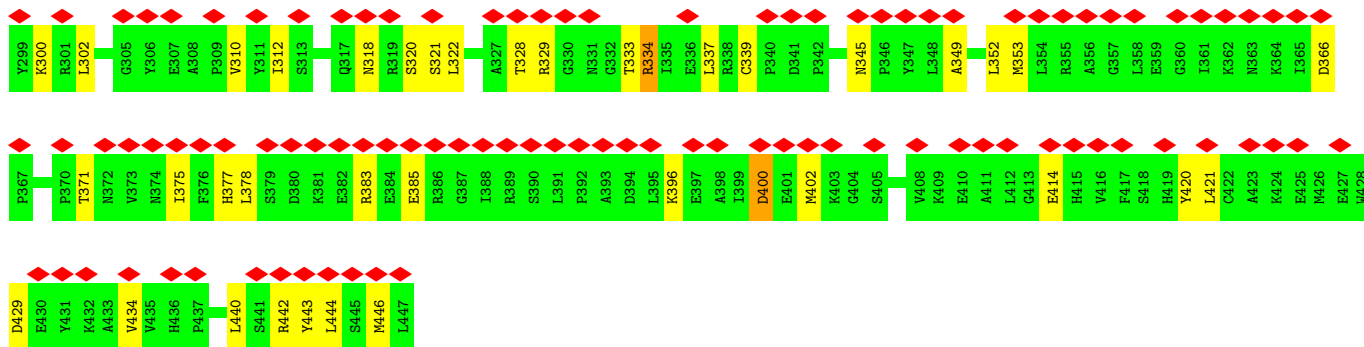 Y299 K300 R301 L302 G305 Y306 E307 A308 P309 V310 Y311 I312 S313 Q317 N318 R319 S320 S321 L322 A327 T328 R329 G330 N331 G332 T333 R334 I335 E336 L337 R338 C339 P340 D341 P342 N345 P346 Y347 L348 A349 L352 M353 L354 R355 A356 G357 L358 E359 G360 I361 K362 N363 K364 I365 D366
P367 P370 T371 N372 V373 N374 I375 F376 H377 L378 S379 D380 K381 E382 R383 E384 E385 R386 G387 I388 R389 S390 L391 P392 A393 D394 L395 K396 E397 A398 I399 D400 E401 M402 K403 G404 S405 V408 K409 E410 A411 L412 G413 E414 H415 V416 F417 S418 H419 Y420 L421 C422 A423 K424 E425 M426 E427 W428
D429 E430 Y431 K432 A433 V434 V435 H436 P437 L440 S441 R442 Y443 L444 S445 M446 L447